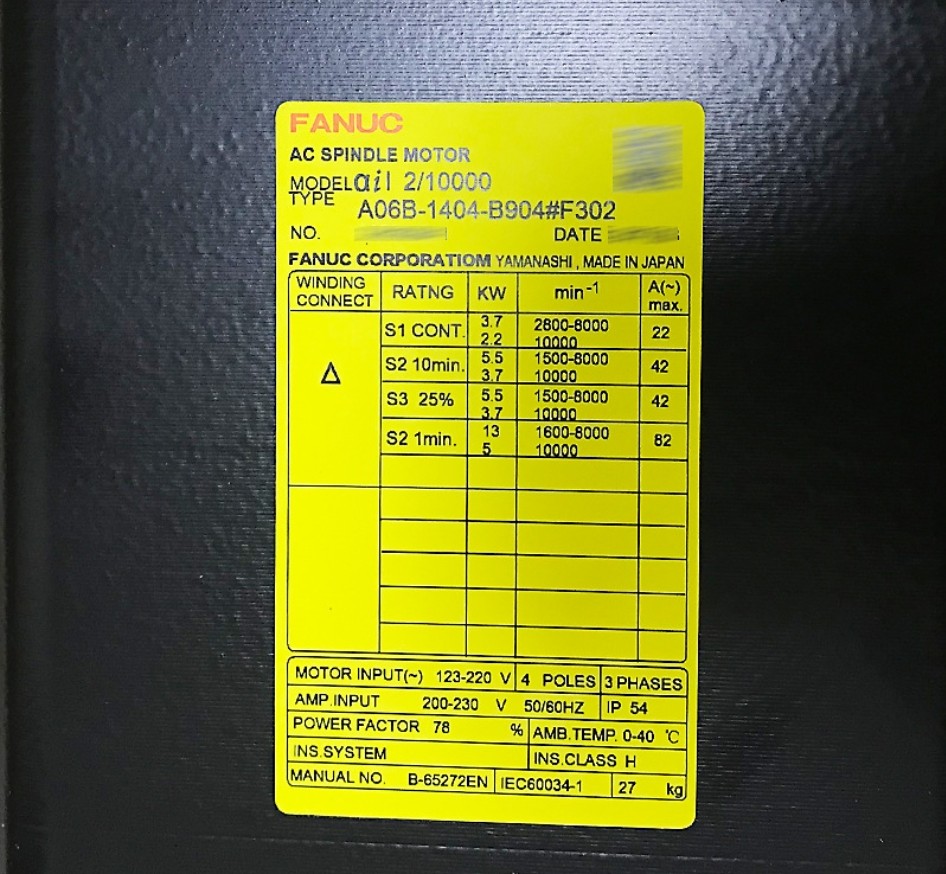 FANUC
AC SPINDLE MOTOR
MODEL αiI 2/10000
TYPE A06B-1404-B904#F302
NO. DATE
FANUC CORPORATIOM YAMANASHI , MADE IN JAPAN
WINDING CONNECT RATNG KW min-1 A(~) max.
Δ
S1 CONT. 3.7 2800-8000 22
2.2 10000
S2 10min. 5.5 1500-8000 42
3.7 10000
S3 25% 5.5 1500-8000 42
3.7 10000
S2 1min. 13 1600-8000 82
5 10000
MOTOR INPUT(~) 123-220 V 4 POLES 3 PHASES
AMP.INPUT 200-230 V 50/60HZ IP 54
POWER FACTOR 78 % AMB.TEMP. 0-40 ℃
INS.SYSTEM INS.CLASS H
MANUAL NO. B-65272EN IEC60034-1 27 kg